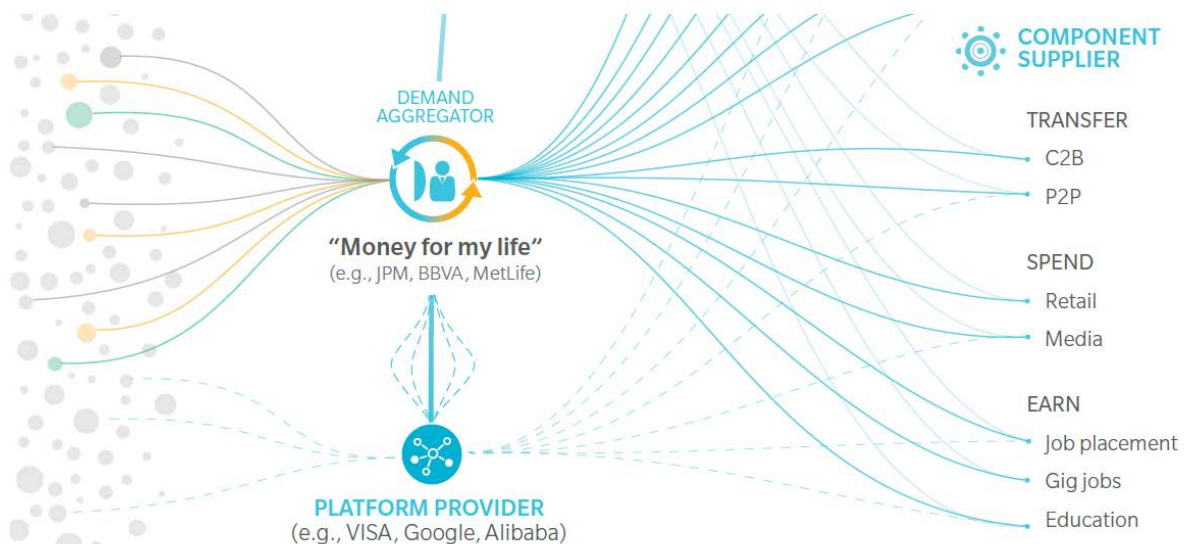 DEMAND
AGGREGATOR
“Money for my life”
(e.g., JPM, BBVA, MetLife)
PLATFORM PROVIDER
(e.g., VISA, Google, Alibaba)
COMPONENT
SUPPLIER
TRANSFER
C2B
P2P
SPEND
Retail
Media
EARN
Job placement
Gig jobs
Education